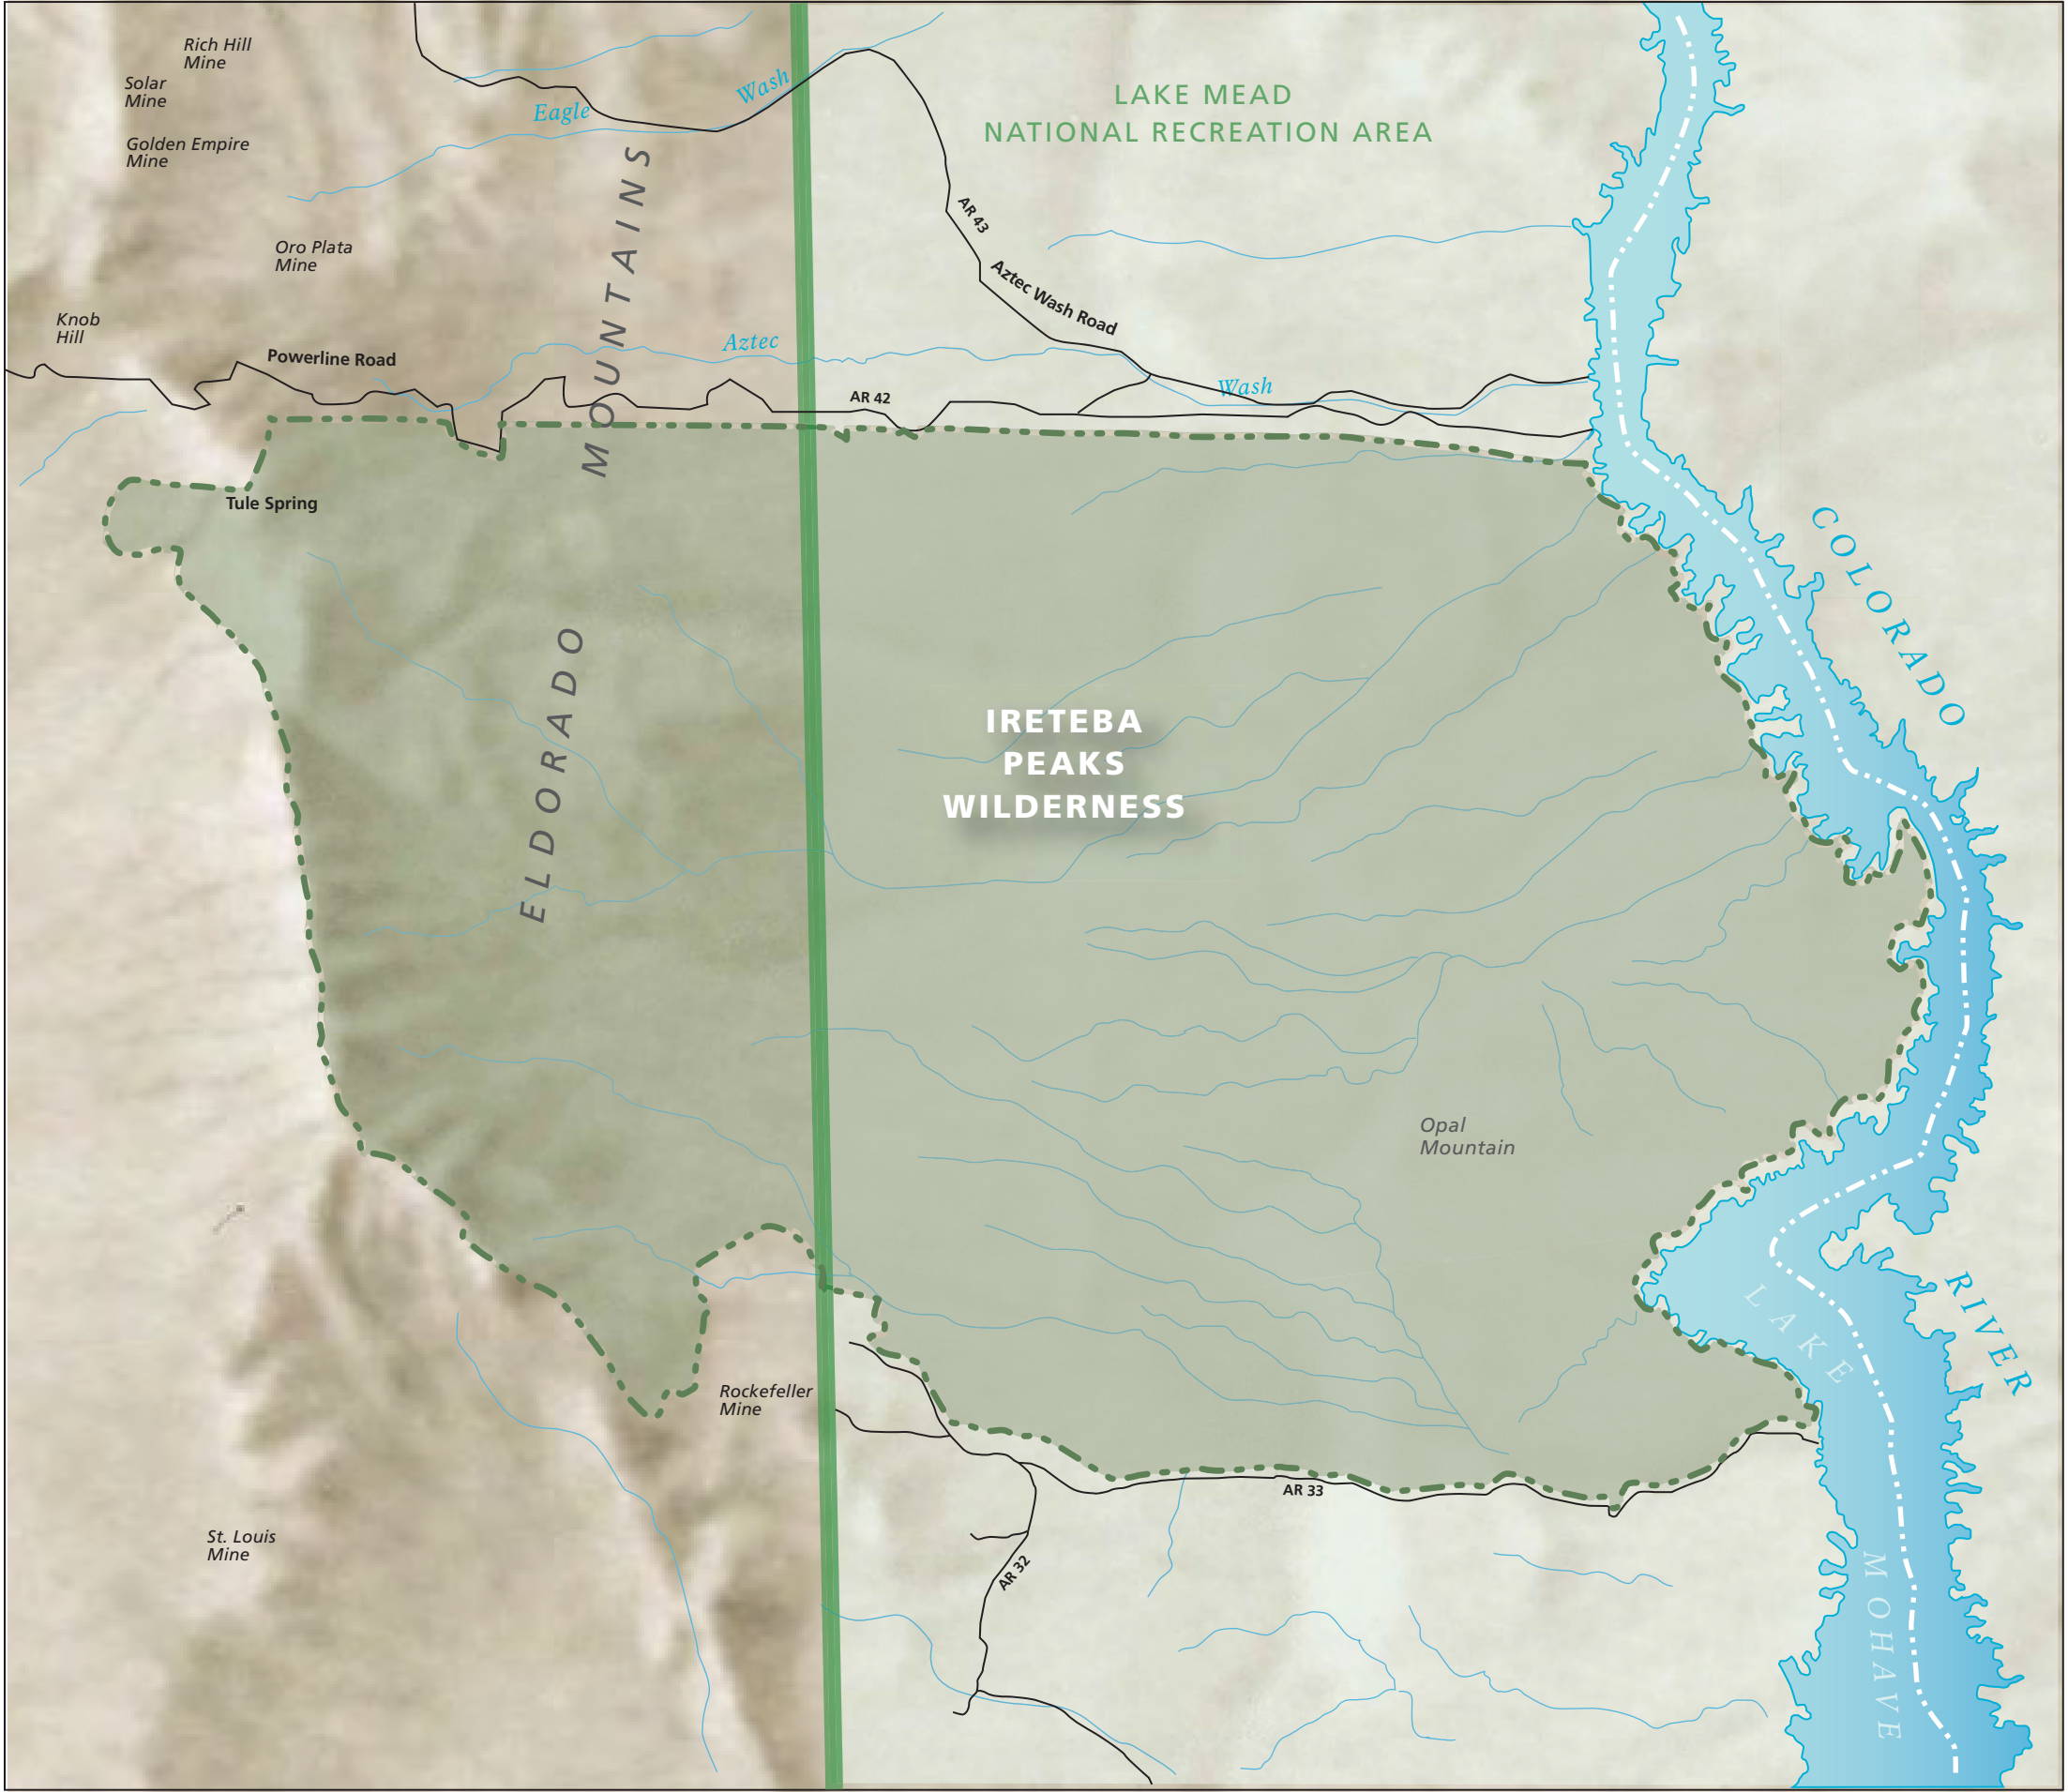 Rich Hill
Mine
Solar
Mine
Golden Empire
Mine
Eagle
Wash
LAKE MEAD
NATIONAL RECREATION AREA
Oro Plata
Mine
AR 43
Aztec Wash Road
Knob
Hill
Powerline Road
Aztec
Wash
AR 42
Tule Spring
ELDORADO
MOUNTAINS
COLORADO
RIVER
IRETEBA
PEAKS
WILDERNESS
Opal
Mountain
LAKE
MOHAVE
Rockefeller
Mine
AR 33
St. Louis
Mine
AR 32